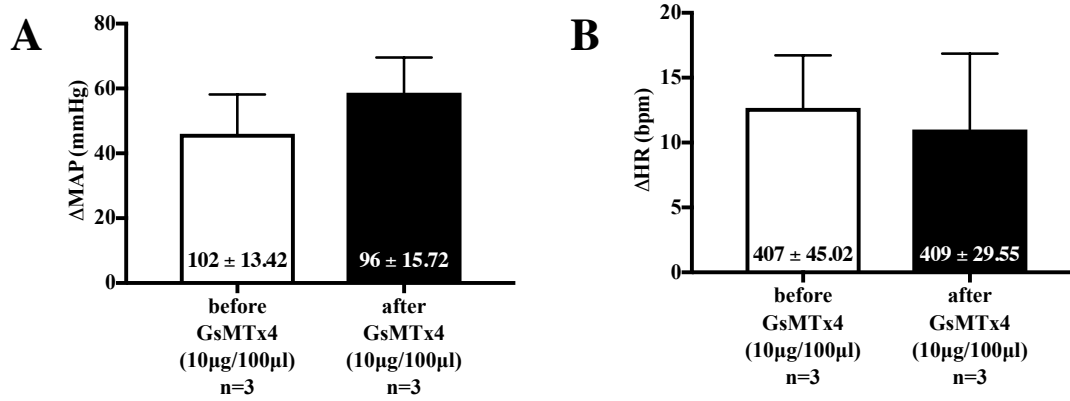 A
ΔMAP (mmHg)
80
60
40
20
0
102 ± 13.42
96 ± 15.72
before
GsMTx4
(10µg/100µl)
n=3
after
GsMTx4
(10µg/100µl)
n=3
B
ΔHR (bpm)
20
15
10
5
0
407 ± 45.02
409 ± 29.55
before
GsMTx4
(10µg/100µl)
n=3
after
GsMTx4
(10µg/100µl)
n=3